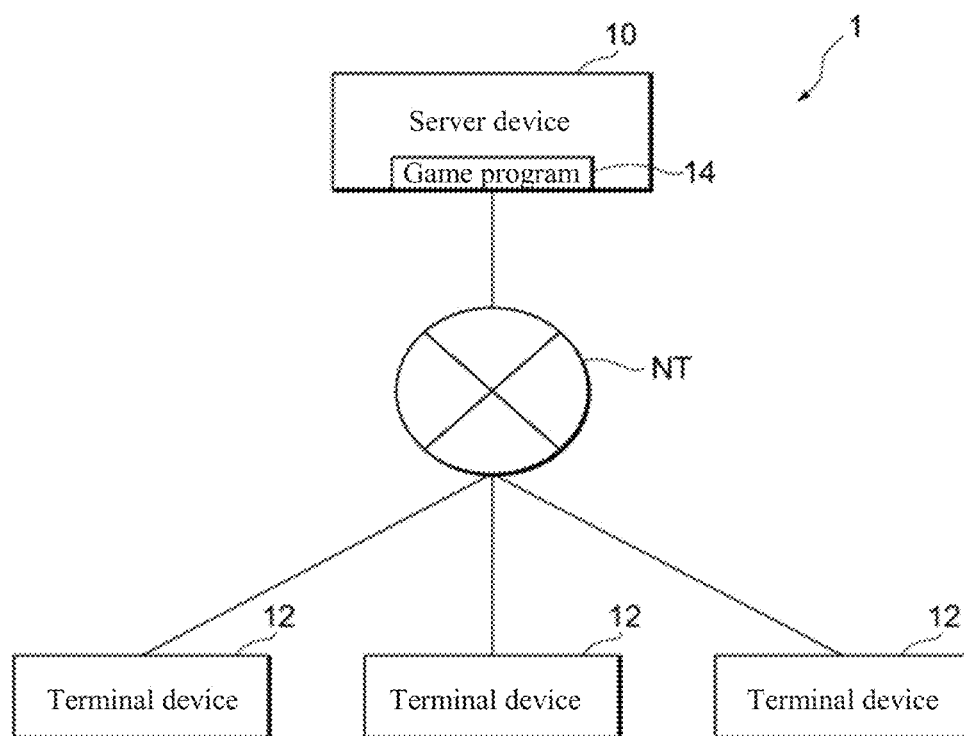 1
10
Server device
Game program
14
NT
12
12
12
Terminal device
Terminal device
Terminal device